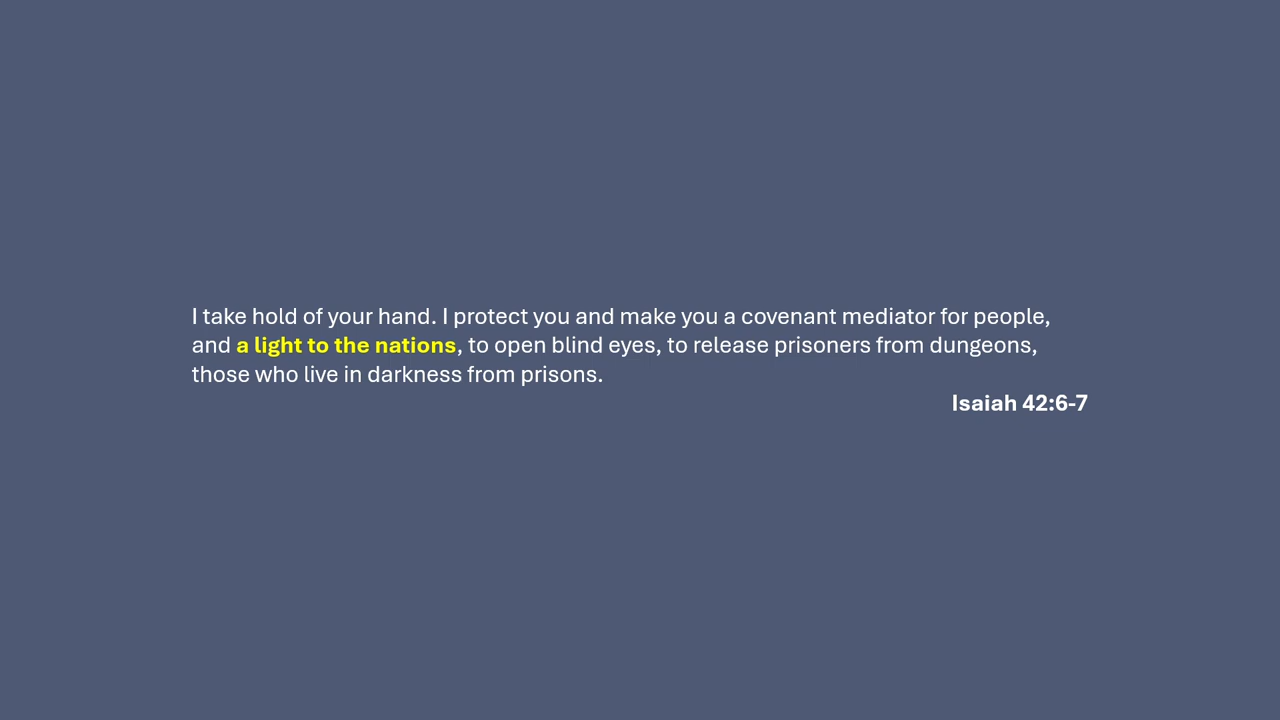 I take hold of your hand. I protect you and make you a covenant mediator for people,
and a light to the nations, to open blind eyes, to release prisoners from dungeons,
those who live in darkness from prisons.
Isaiah 42:6-7